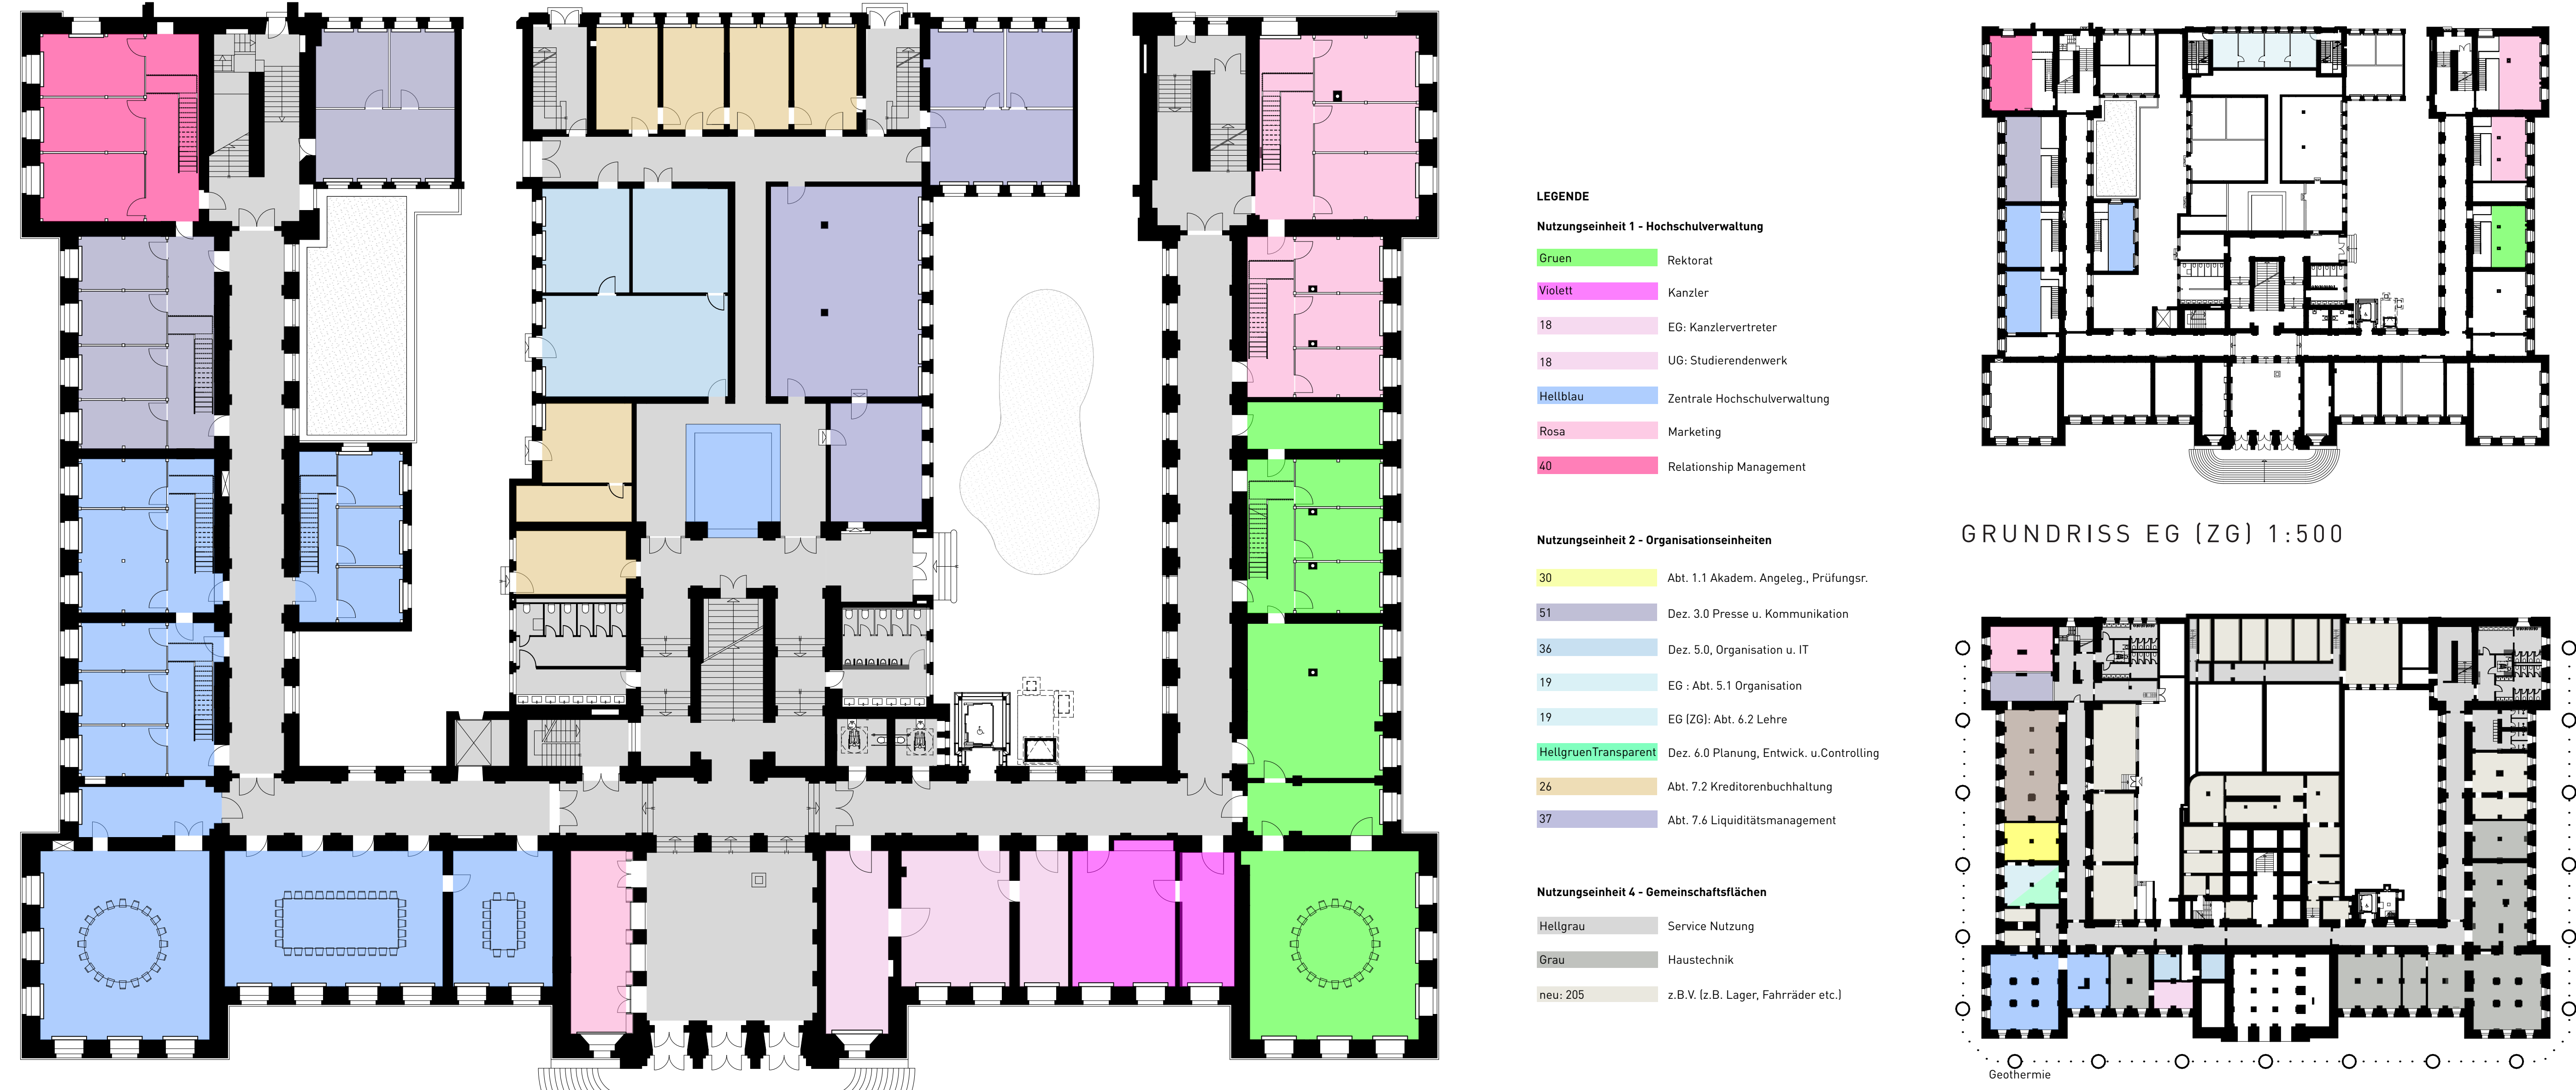 LEGENDE
Nutzungseinheit 1 - Hochschulverwaltung
Gruen Rektorat
Violett Kanzler
18 EG: Kanzlervertreter
18 UG: Studierendenwerk
Hellblau Zentrale Hochschulverwaltung
Rosa Marketing
40 Relationship Management
Nutzungseinheit 2 - Organisationseinheiten
30 Abt. 1.1 Akadem. Angeleg., Prüfungsr.
51 Dez. 3.0 Presse u. Kommunikation
36 Dez. 5.0, Organisation u. IT
19 EG : Abt. 5.1 Organisation
19 EG (ZG): Abt. 6.2 Lehre
HellgruenTransparent Dez. 6.0 Planung, Entwick. u.Controlling
26 Abt. 7.2 Kreditorenbuchhaltung
37 Abt. 7.6 Liquiditätsmanagement
Nutzungseinheit 4 - Gemeinschaftsflächen
Hellgrau Service Nutzung
Grau Haustechnik
neu: 205 z.B.V. (z.B. Lager, Fahrräder etc.)
GRUNDRISS EG (ZG) 1:500
Geothermie